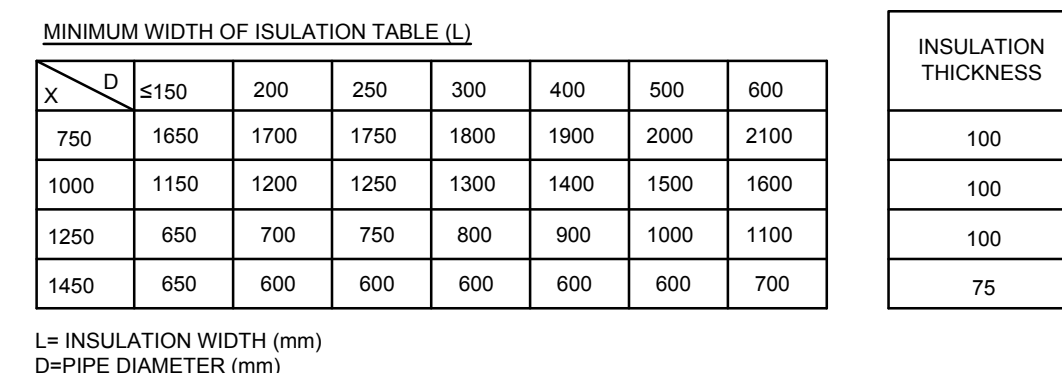 MINIMUM WIDTH OF ISULATION TABLE (L)
X D ≤150 200 250 300 400 500 600
750 1650 1700 1750 1800 1900 2000 2100
1000 1150 1200 1250 1300 1400 1500 1600
1250 650 700 750 800 900 1000 1100
1450 650 600 600 600 600 600 700
L= INSULATION WIDTH (mm)
D=PIPE DIAMETER (mm)
INSULATION
THICKNESS
100
100
100
75